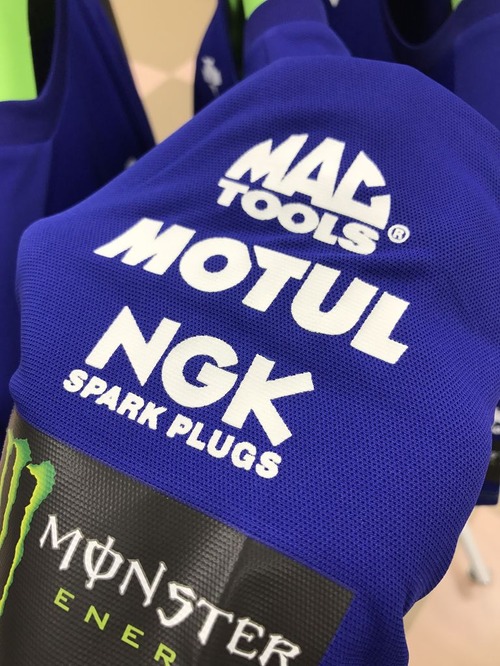 MAC
TOOLS®
MOTUL
NGK
SPARK PLUGS
MONSTER
ENER